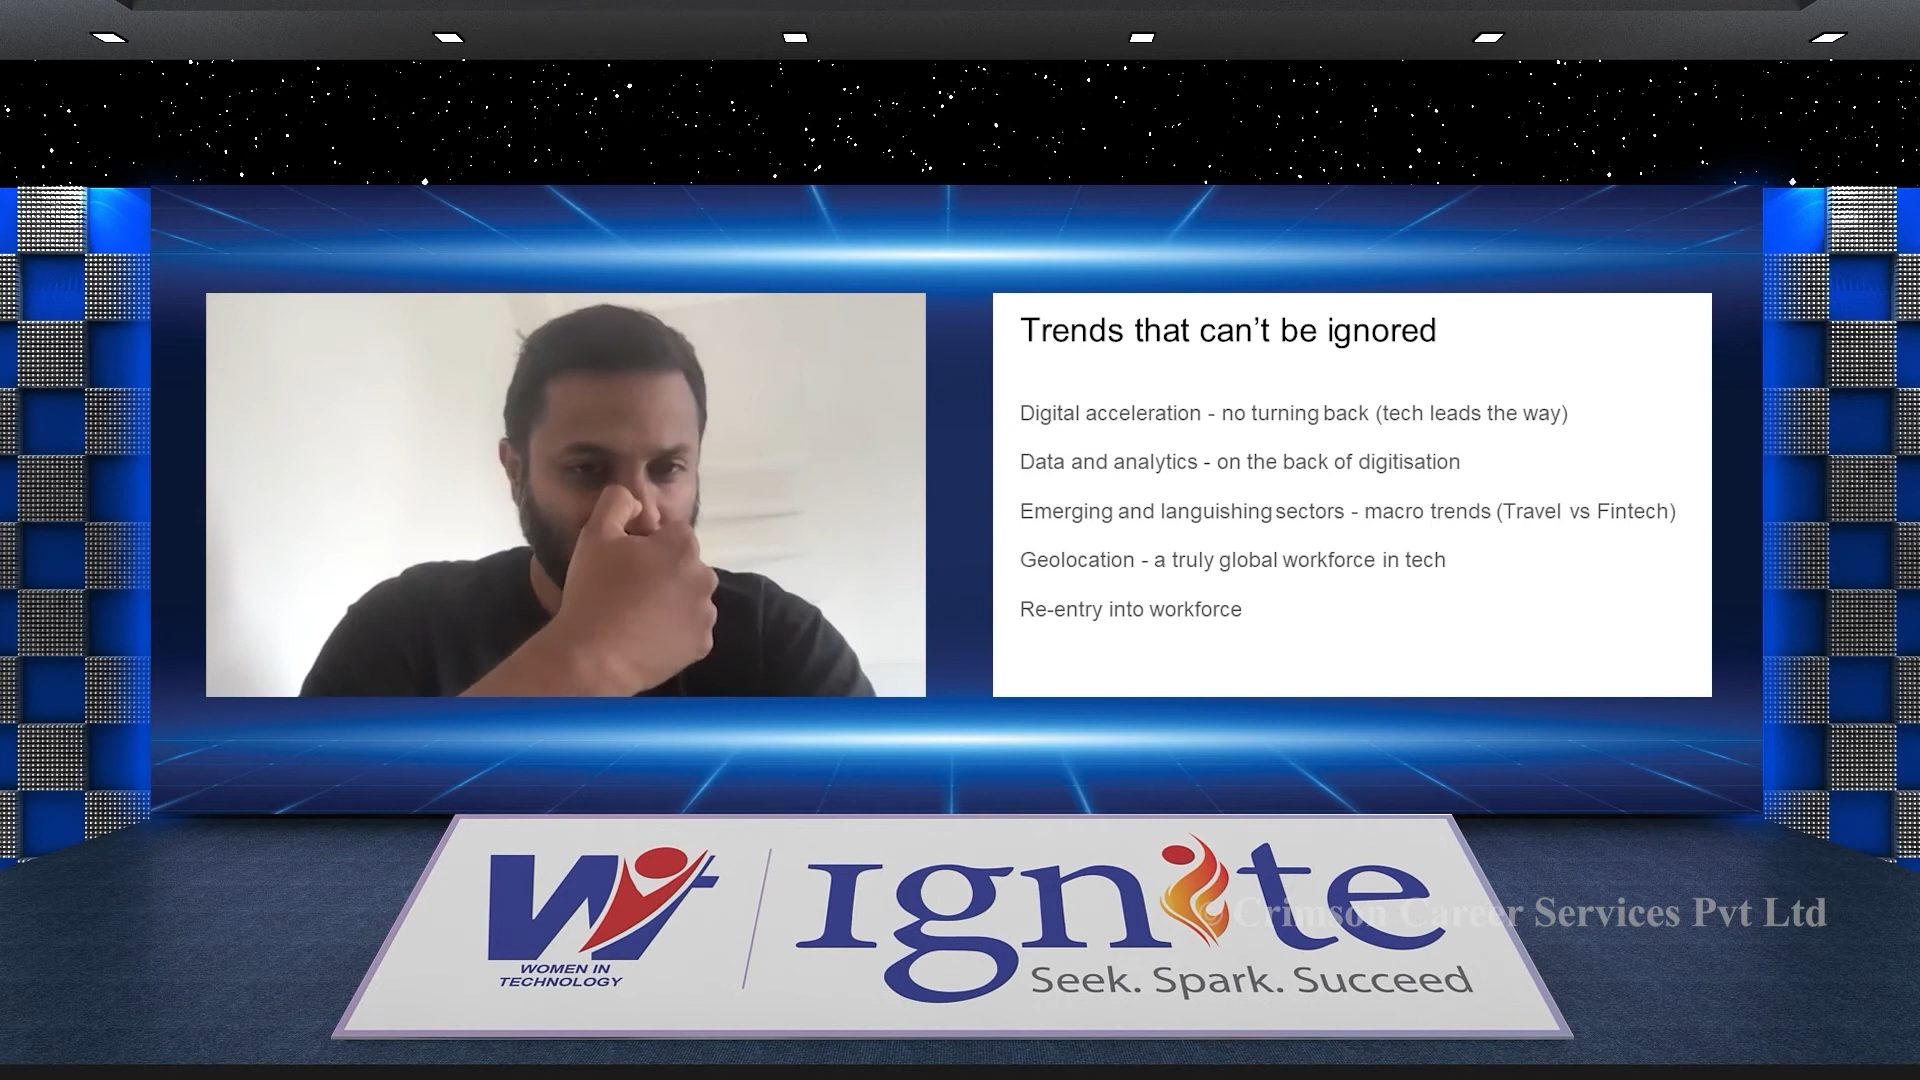 Trends that can’t be ignored
Digital acceleration - no turning back (tech leads the way)
Data and analytics - on the back of digitisation
Emerging and languishing sectors - macro trends (Travel vs Fintech)
Geolocation - a truly global workforce in tech
Re-entry into workforce
WiT
WOMEN IN
TECHNOLOGY
Ignite
Seek. Spark. Succeed
© Crimson Career Services Pvt Ltd